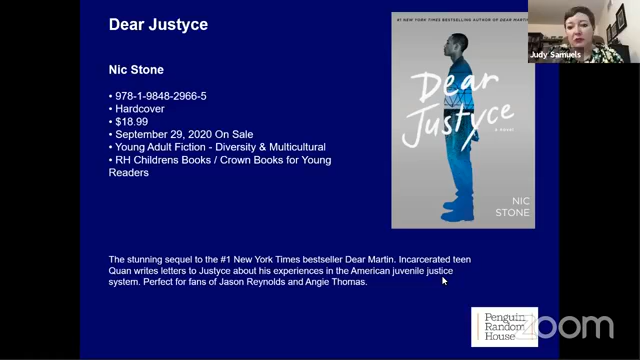 Dear Justyce
#1 NEW YORK TIMES BESTSELLING AUTHOR OF DEAR MARTIN
Judy Samuels
Nic Stone
• 978-1-9848-2966-5
• Hardcover
• $18.99
• September 29, 2020 On Sale
• Young Adult Fiction - Diversity & Multicultural
• RH Childrens Books / Crown Books for Young
Readers
Dear
Justyce
a novel
NIC
STONE
The stunning sequel to the #1 New York Times bestseller Dear Martin. Incarcerated teen
Quan writes letters to Justyce about his experiences in the American juvenile justice
system. Perfect for fans of Jason Reynolds and Angie Thomas.
Penguin
Random
House
zoom